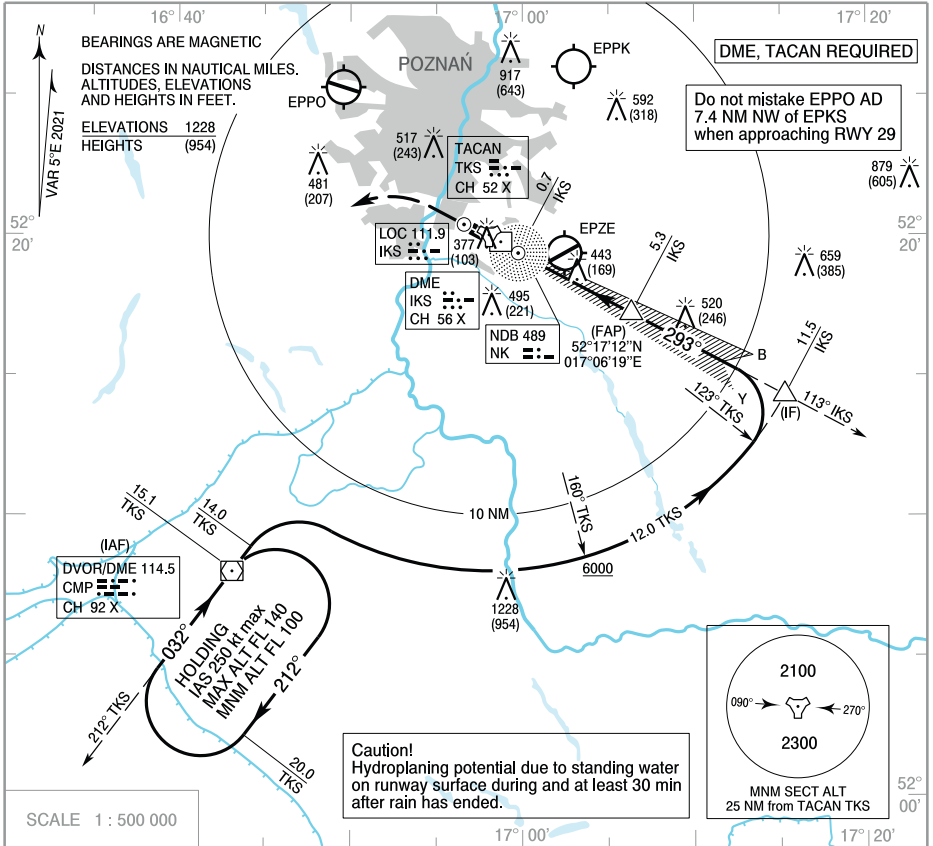 16° 40'
17° 00'
17° 20'
N
VAR 5°E 2021
BEARINGS ARE MAGNETIC
DISTANCES IN NAUTICAL MILES.
ALTITUDES, ELEVATIONS
AND HEIGHTS IN FEET.
ELEVATIONS 1228
HEIGHTS (954)
POZNAŃ
EPPO
EPPK
917
(643)
592
(318)
DME, TACAN REQUIRED
Do not mistake EPPO AD
7.4 NM NW of EPKS
when approaching RWY 29
517
(243)
481
(207)
879
(605)
TACAN
TKS
CH 52 X
0.7
IKS
52°
20'
52°
20'
LOC 111.9
IKS
377
(103)
EPZE
443
(169)
5.3
IKS
659
(385)
DME
IKS
CH 56 X
495
(221)
520
(246)
NDB 489
NK
(FAP)
52°17'12"N
017°06'19"E
293°
B
Y
11.5
IKS
(IF)
113° IKS
123° TKS
160° TKS
10 NM
12.0 TKS
6000
15.1
TKS
14.0
TKS
(IAF)
DVOR/DME 114.5
CMP
CH 92 X
1228
(954)
032°
HOLDING
IAS 250 kt max
MAX ALT FL 140
MNM ALT FL 100
212°
212° TKS
20.0
TKS
2100
090°
270°
2300
MNM SECT ALT
25 NM from TACAN TKS
Caution!
Hydroplaning potential due to standing water
on runway surface during and at least 30 min
after rain has ended.
52°
00'
SCALE 1 : 500 000
17° 00'
17° 20'